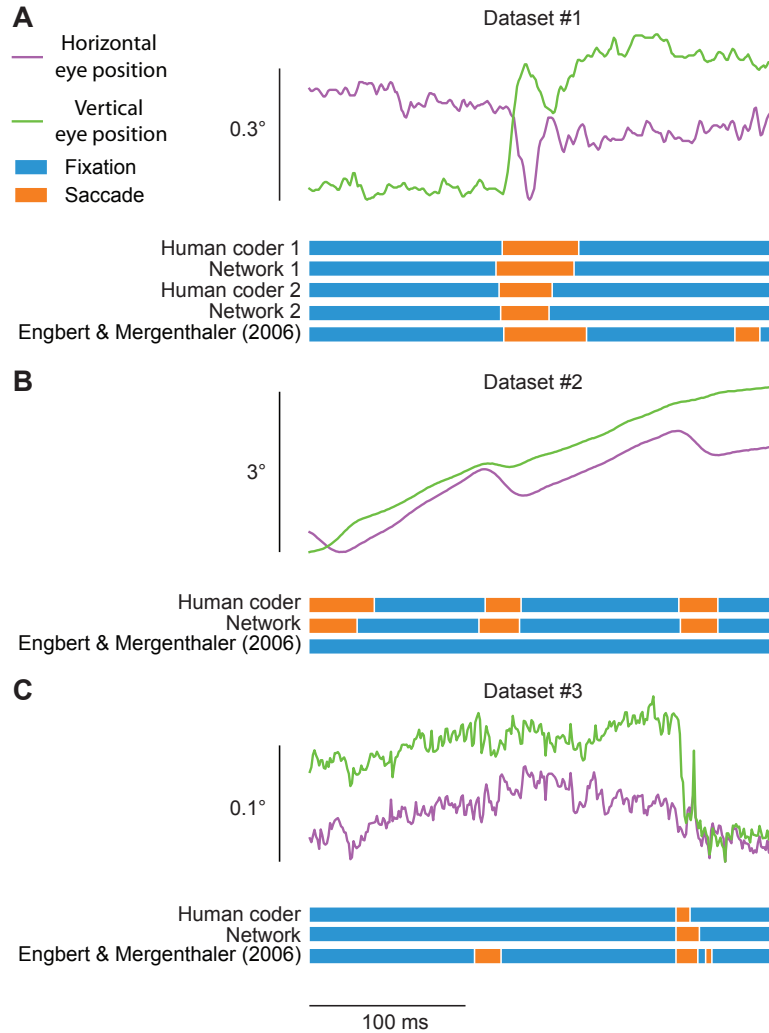 A
Dataset #1
Horizontal
eye position
Vertical
eye position
0.3°
Fixation
Saccade
Human coder 1
Network 1
Human coder 2
Network 2
Engbert & Mergenthaler (2006)
B
Dataset #2
3°
Human coder
Network
Engbert & Mergenthaler (2006)
C
Dataset #3
0.1°
Human coder
Network
Engbert & Mergenthaler (2006)
100 ms